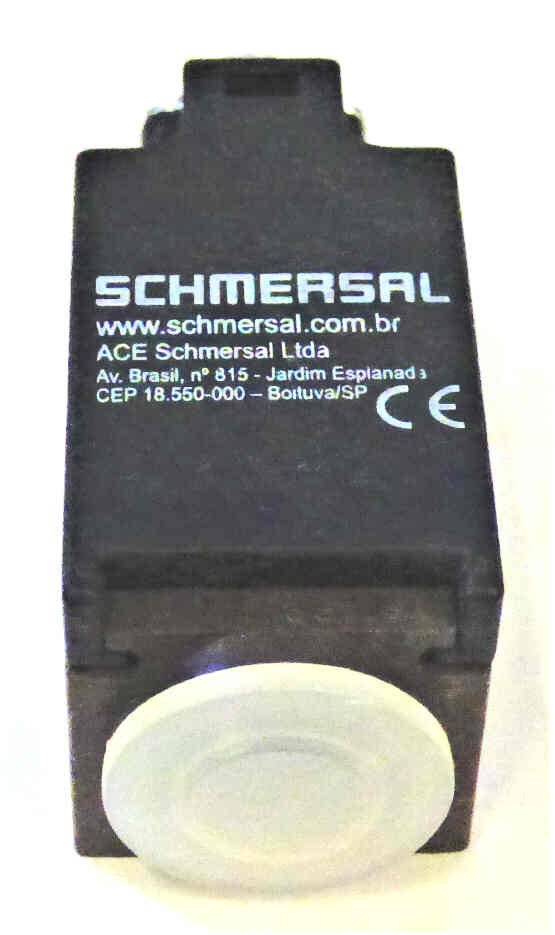 SCHMERSAL
www.schmersal.com.br
ACE Schmersal Ltda
Av. Brasil, nº 815 - Jardim Esplanada
CEP 18.550-000 – Boituva/SP
CE